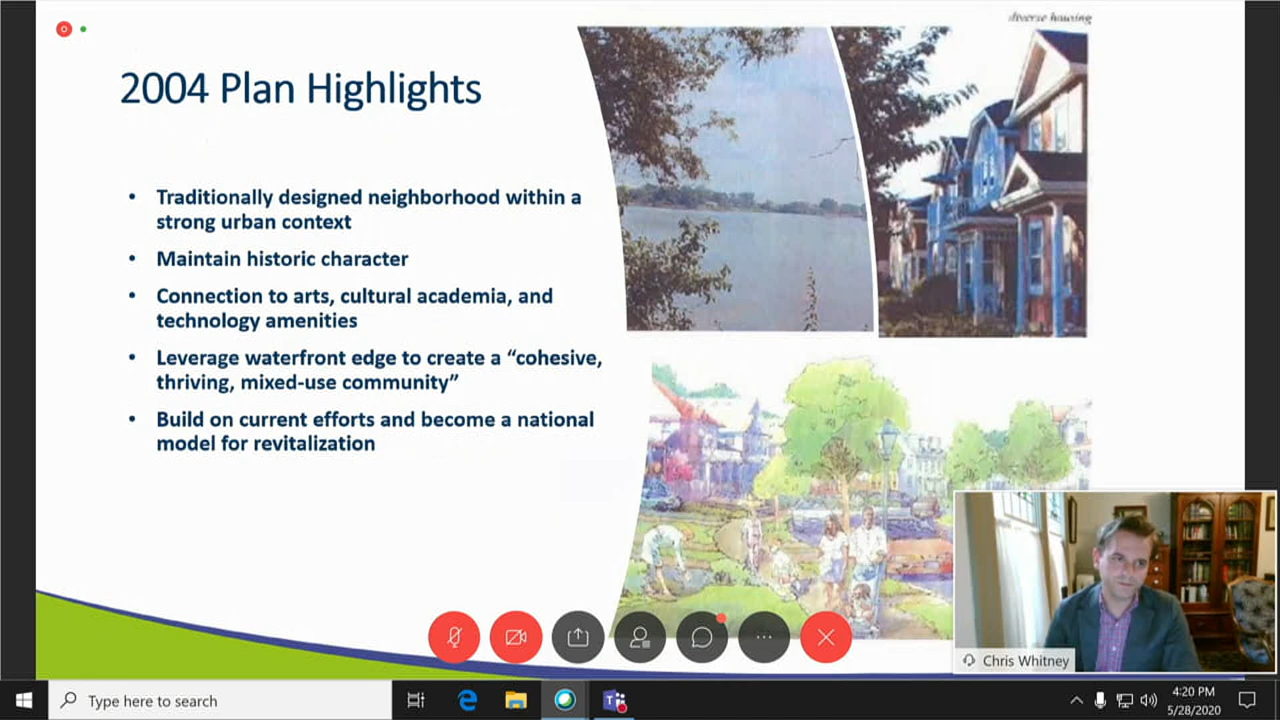 diverse housing
2004 Plan Highlights
• Traditionally designed neighborhood within a
strong urban context
• Maintain historic character
• Connection to arts, cultural academia, and
technology amenities
• Leverage waterfront edge to create a “cohesive,
thriving, mixed-use community”
• Build on current efforts and become a national
model for revitalization
Chris Whitney
Type here to search
4:20 PM
5/28/2020